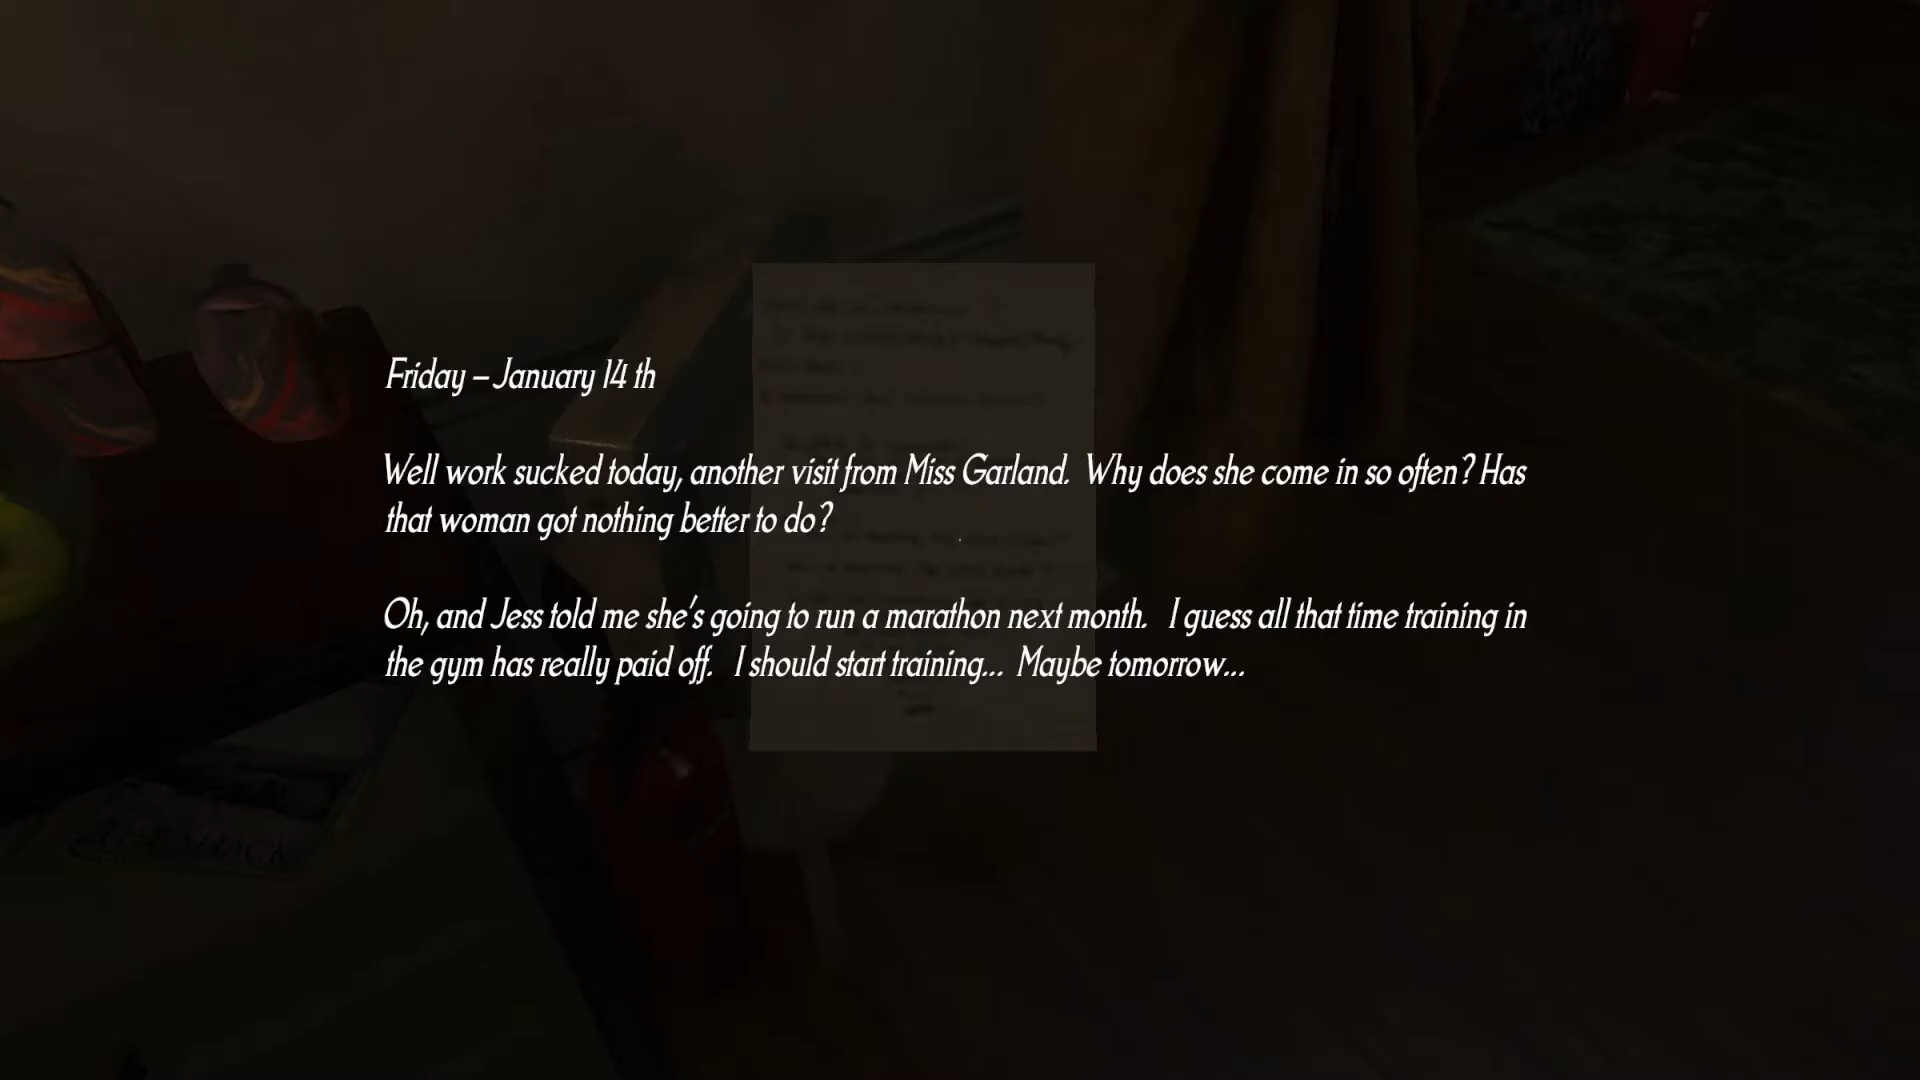 Friday – January 14 th
Well work sucked today, another visit from Miss Garland. Why does she come in so often? Has
that woman got nothing better to do?
Oh, and Jess told me she's going to run a marathon next month. I guess all that time training in
the gym has really paid off. I should start training... Maybe tomorrow...